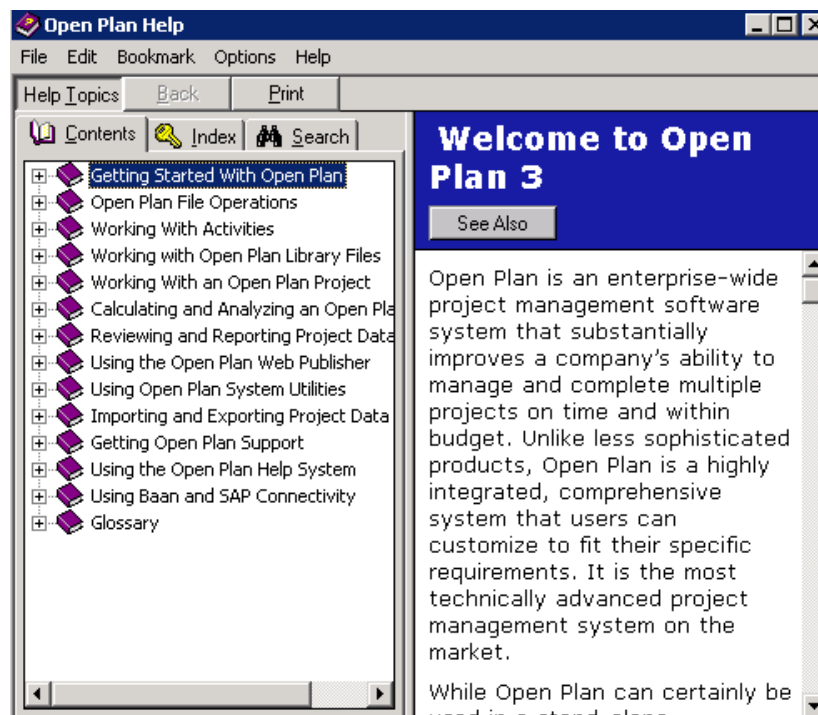 Open Plan Help
File Edit Bookmark Options Help
Help Topics Back Print
Contents Index Search
Getting Started With Open Plan
Open Plan File Operations
Working With Activities
Working with Open Plan Library Files
Working With an Open Plan Project
Calculating and Analyzing an Open Pla
Reviewing and Reporting Project Data
Using the Open Plan Web Publisher
Using Open Plan System Utilities
Importing and Exporting Project Data
Getting Open Plan Support
Using the Open Plan Help System
Using Baan and SAP Connectivity
Glossary
Welcome to Open
Plan 3
See Also
Open Plan is an enterprise-wide
project management software
system that substantially
improves a company's ability to
manage and complete multiple
projects on time and within
budget. Unlike less sophisticated
products, Open Plan is a highly
integrated, comprehensive
system that users can
customize to fit their specific
requirements. It is the most
technically advanced project
management system on the
market.
While Open Plan can certainly be
used in a stand-alone